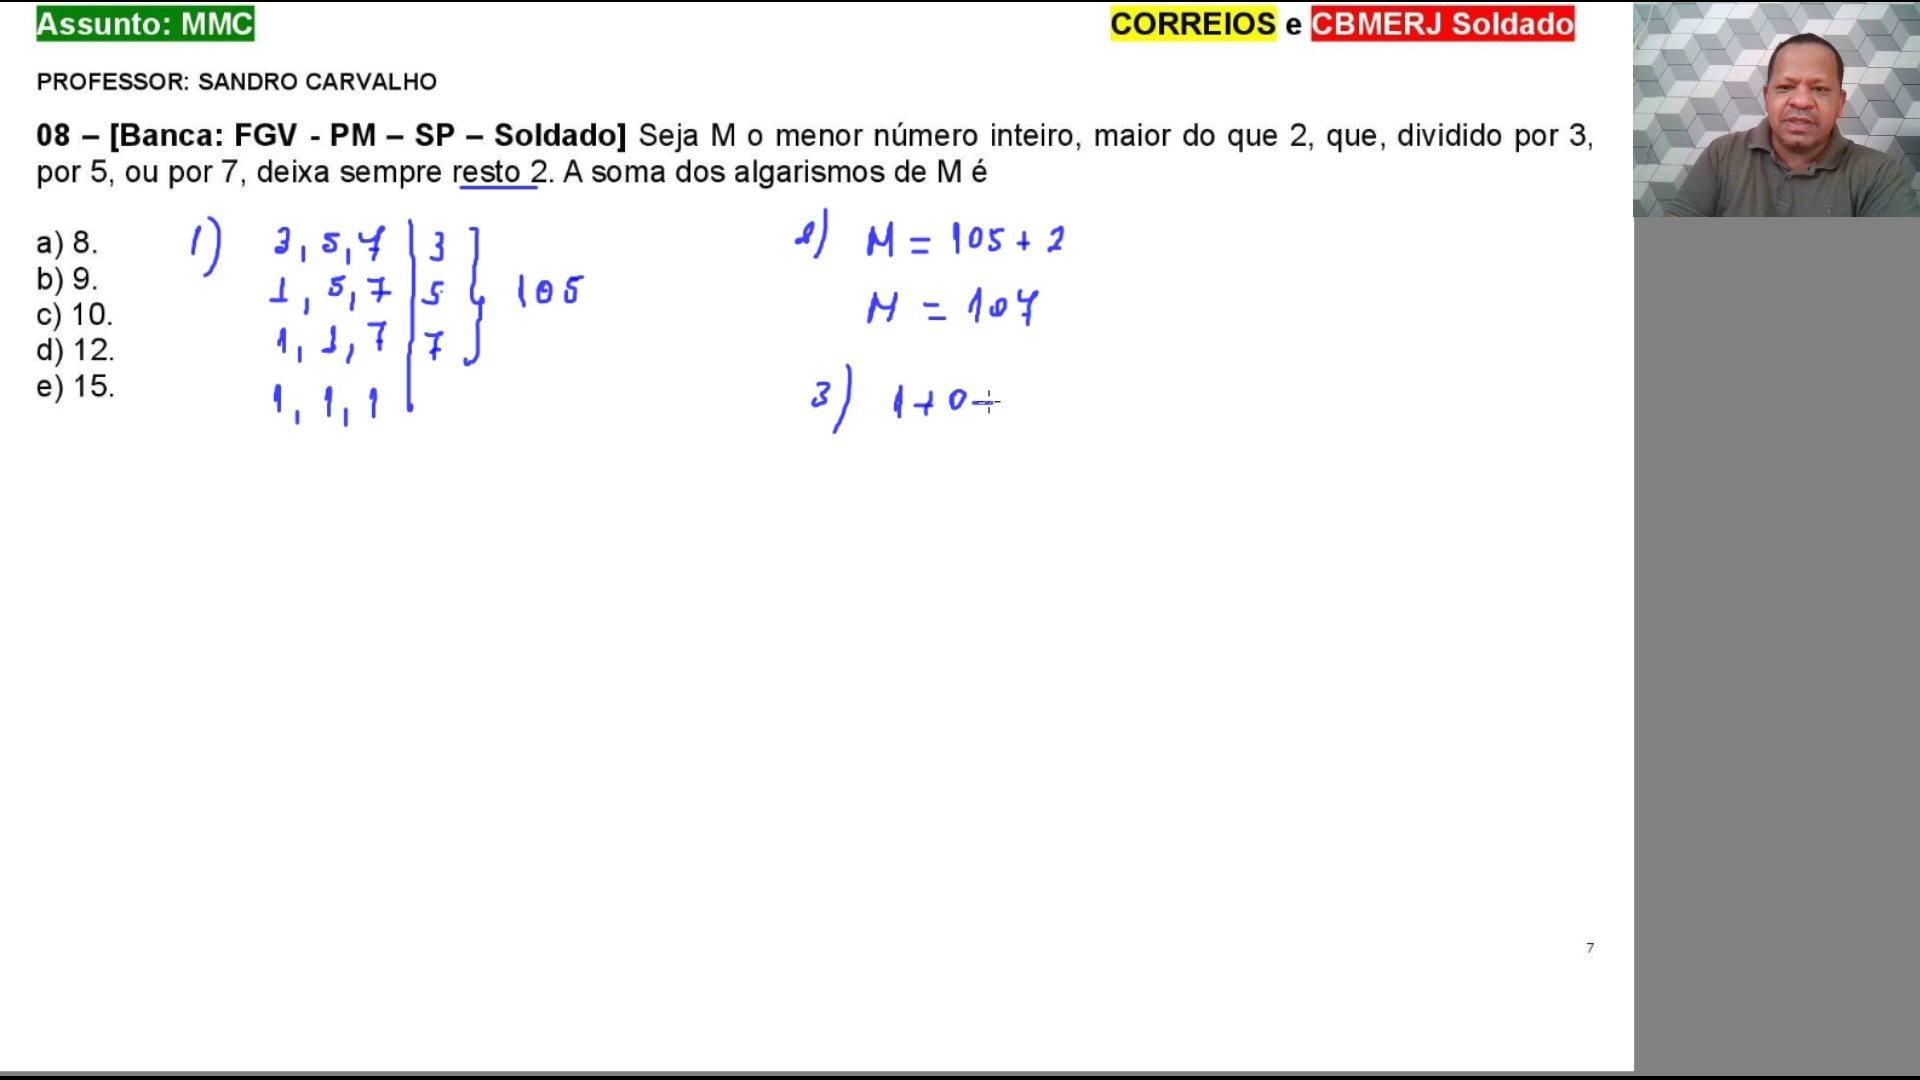 Assunto: MMC
CORREIOS e CBMERJ Soldado
PROFESSOR: SANDRO CARVALHO
08 – [Banca: FGV - PM – SP – Soldado] Seja M o menor número inteiro, maior do que 2, que, dividido por 3,
por 5, ou por 7, deixa sempre resto 2. A soma dos algarismos de M é
a) 8.
b) 9.
c) 10.
d) 12.
e) 15.
1) 3, 5, 7 | 3
1, 5, 7 | 5
1, 1, 7 | 7
1, 1, 1
105
2) M = 105 + 2
M = 107
3) 1 + 0
7